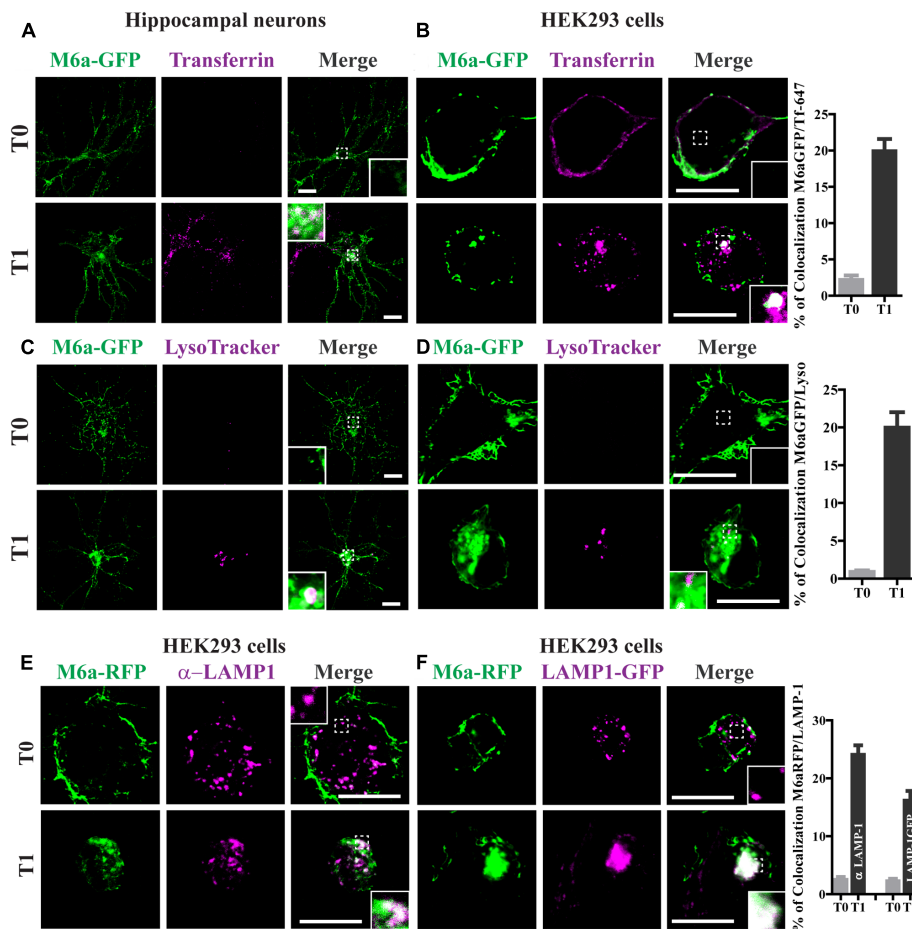 Hippocampal neurons
HEK293 cells
A
M6a-GFP Transferrin Merge
T0
T1
B
M6a-GFP Transferrin Merge
T0
T1
% of Colocalization M6aGFP/Tf-647
25
20
15
10
5
0
T0 T1
C
M6a-GFP LysoTracker Merge
T0
T1
D
M6a-GFP LysoTracker Merge
% of Colocalization M6aGFP/Lyso
25
20
15
10
5
0
T0 T1
HEK293 cells
HEK293 cells
E
M6a-RFP α−LAMP1 Merge
T0
T1
F
M6a-RFP LAMP1-GFP Merge
% of Colocalization M6aRFP/LAMP-1
30
20
10
0
α LAMP-1
LAMP-1GFP
T0 T1 T0 T